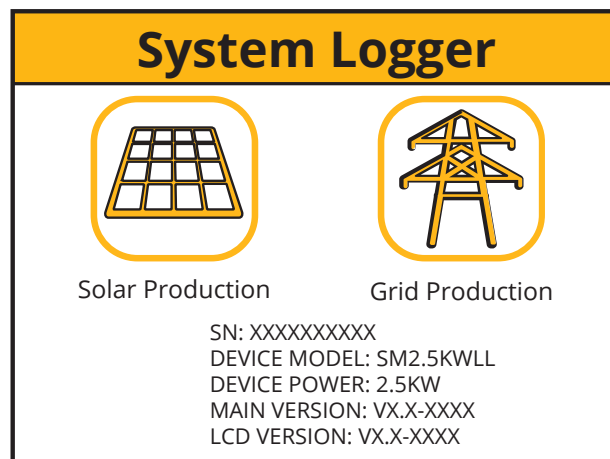 System Logger
Solar Production
Grid Production
SN: XXXXXXXXXX
DEVICE MODEL: SM2.5KWLL
DEVICE POWER: 2.5KW
MAIN VERSION: VX.X-XXXX
LCD VERSION: VX.X-XXXX